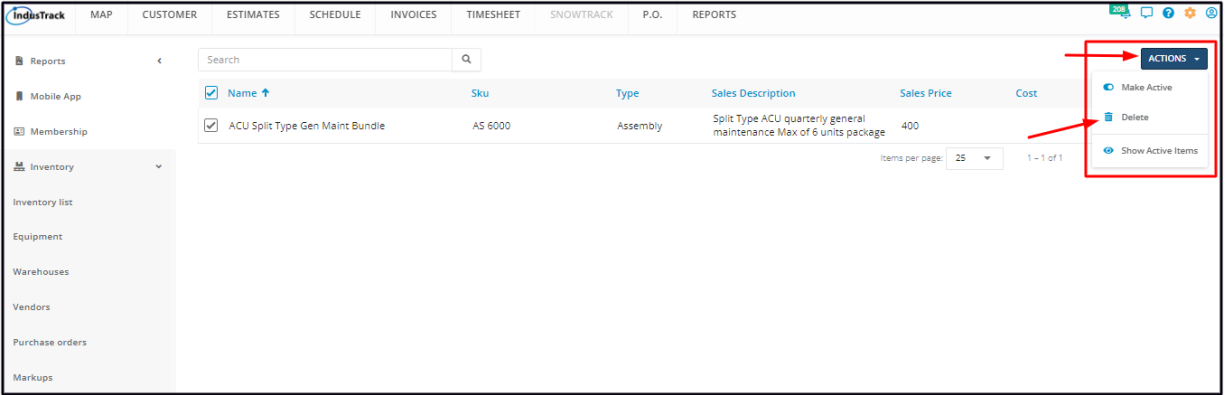 IndusTrack MAP CUSTOMER ESTIMATES SCHEDULE INVOICES TIMESHEET SNOWTRACK P.O. REPORTS 208
Reports
Mobile App
Membership
Inventory
Inventory list
Equipment
Warehouses
Vendors
Purchase orders
Markups
Search
ACTIONS
Make Active
Delete
Show Active Items
Name Sku Type Sales Description Sales Price Cost
ACU Split Type Gen Maint Bundle AS 6000 Assembly Split Type ACU quarterly general 400
maintenance Max of 6 units package
Items per page: 25 1 – 1 of 1